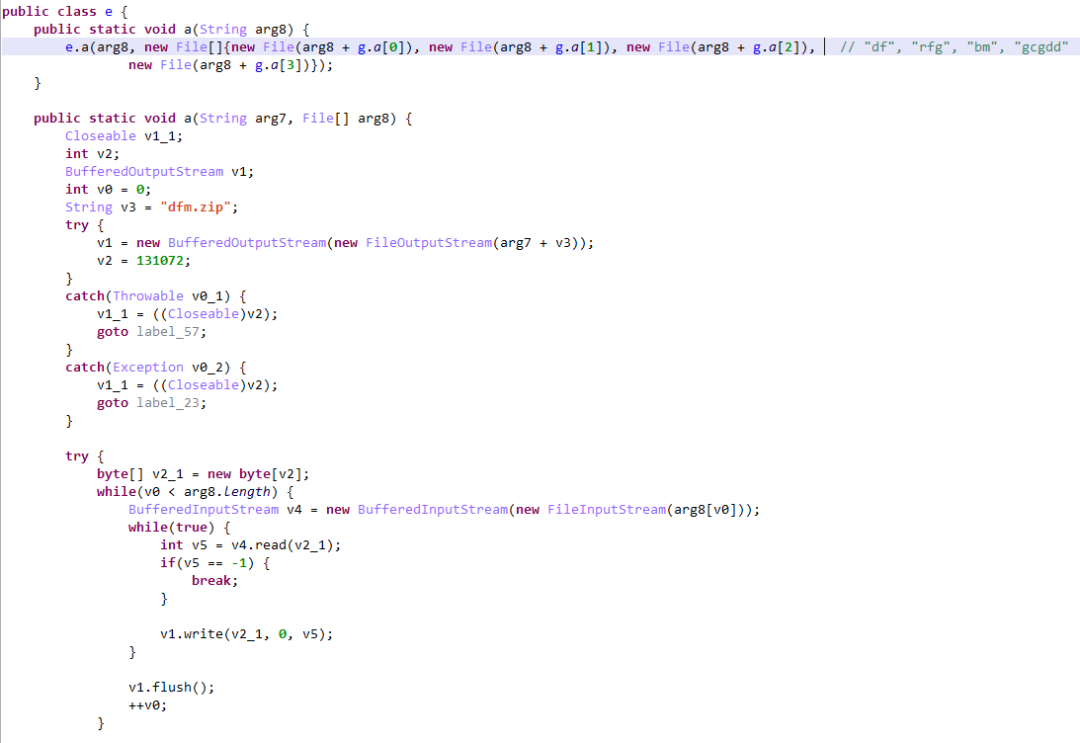 public class e {
    public static void a(String arg8) {
        e.a(arg8, new File[]{new File(arg8 + g.a[0]), new File(arg8 + g.a[1]), new File(arg8 + g.a[2]), // "df", "rfg", "bm", "gcgdd"
                new File(arg8 + g.a[3])});
    }

    public static void a(String arg7, File[] arg8) {
        Closeable v1_1;
        int v2;
        BufferedOutputStream v1;
        int v0 = 0;
        String v3 = "dfm.zip";
        try {
            v1 = new BufferedOutputStream(new FileOutputStream(arg7 + v3));
            v2 = 131072;
        }
        catch(Throwable v0_1) {
            v1_1 = ((Closeable)v2);
            goto label_57;
        }
        catch(Exception v0_2) {
            v1_1 = ((Closeable)v2);
            goto label_23;
        }

        try {
            byte[] v2_1 = new byte[v2];
            while(v0 < arg8.length) {
                BufferedInputStream v4 = new BufferedInputStream(new FileInputStream(arg8[v0]));
                while(true) {
                    int v5 = v4.read(v2_1);
                    if(v5 == -1) {
                        break;
                    }

                    v1.write(v2_1, 0, v5);
                }

                v1.flush();
                ++v0;
            }